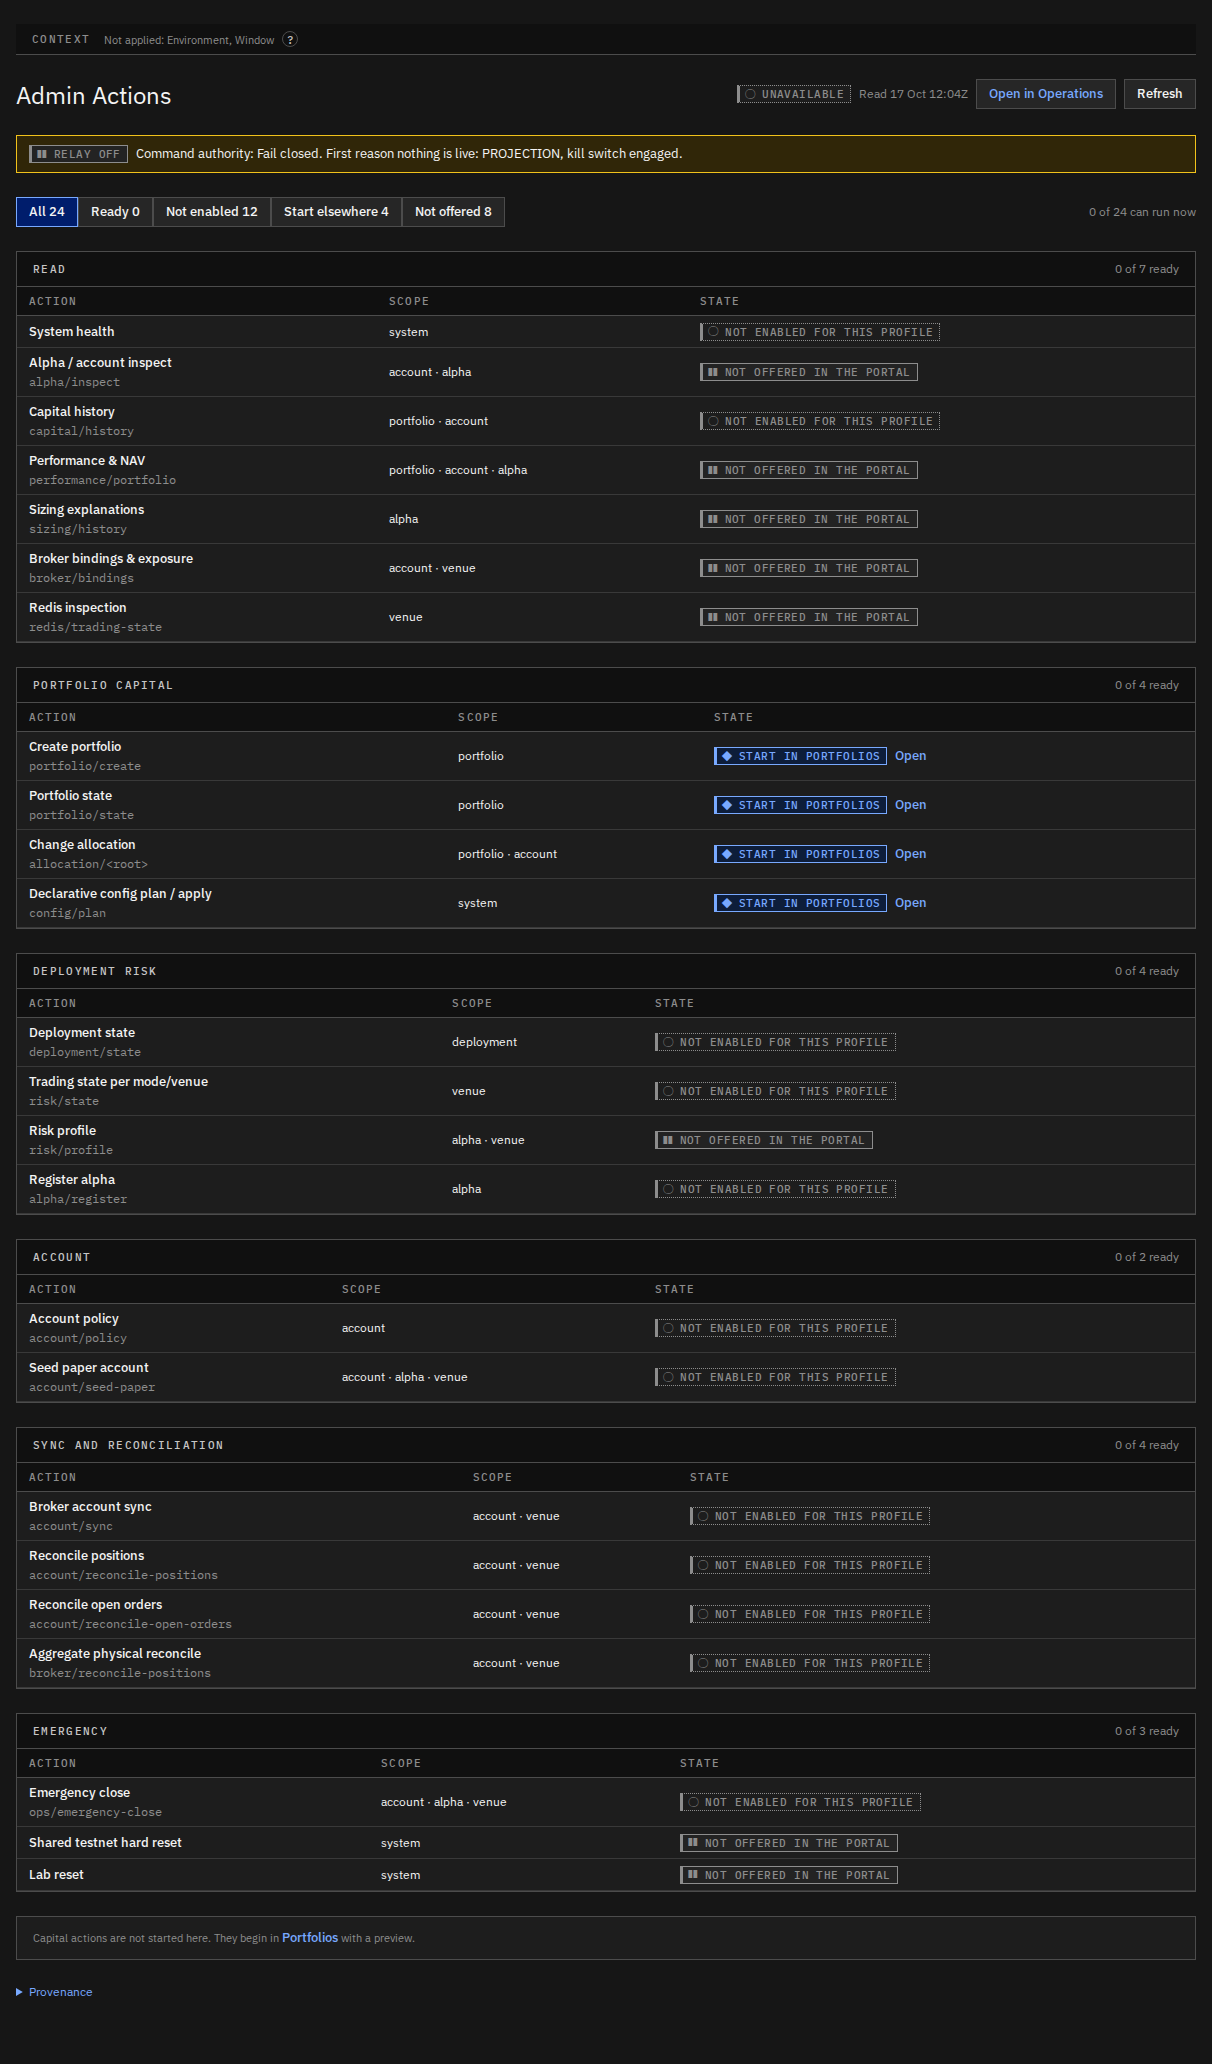 CONTEXT Not applied: Environment, Window ?
Admin Actions
UNAVAILABLE Read 17 Oct 12:04Z Open in Operations Refresh
RELAY OFF Command authority: Fail closed. First reason nothing is live: PROJECTION, kill switch engaged.
All 24 Ready 0 Not enabled 12 Start elsewhere 4 Not offered 8 0 of 24 can run now
READ 0 of 7 ready
ACTION SCOPE STATE
System health system NOT ENABLED FOR THIS PROFILE
Alpha / account inspect
alpha/inspect account · alpha NOT OFFERED IN THE PORTAL
Capital history
capital/history portfolio · account NOT ENABLED FOR THIS PROFILE
Performance & NAV
performance/portfolio portfolio · account · alpha NOT OFFERED IN THE PORTAL
Sizing explanations
sizing/history alpha NOT OFFERED IN THE PORTAL
Broker bindings & exposure
broker/bindings account · venue NOT OFFERED IN THE PORTAL
Redis inspection
redis/trading-state venue NOT OFFERED IN THE PORTAL
PORTFOLIO CAPITAL 0 of 4 ready
ACTION SCOPE STATE
Create portfolio
portfolio/create portfolio START IN PORTFOLIOS Open
Portfolio state
portfolio/state portfolio START IN PORTFOLIOS Open
Change allocation
allocation/<root> portfolio · account START IN PORTFOLIOS Open
Declarative config plan / apply
config/plan system START IN PORTFOLIOS Open
DEPLOYMENT RISK 0 of 4 ready
ACTION SCOPE STATE
Deployment state
deployment/state deployment NOT ENABLED FOR THIS PROFILE
Trading state per mode/venue
risk/state venue NOT ENABLED FOR THIS PROFILE
Risk profile
risk/profile alpha · venue NOT OFFERED IN THE PORTAL
Register alpha
alpha/register alpha NOT ENABLED FOR THIS PROFILE
ACCOUNT 0 of 2 ready
ACTION SCOPE STATE
Account policy
account/policy account NOT ENABLED FOR THIS PROFILE
Seed paper account
account/seed-paper account · alpha · venue NOT ENABLED FOR THIS PROFILE
SYNC AND RECONCILIATION 0 of 4 ready
ACTION SCOPE STATE
Broker account sync
account/sync account · venue NOT ENABLED FOR THIS PROFILE
Reconcile positions
account/reconcile-positions account · venue NOT ENABLED FOR THIS PROFILE
Reconcile open orders
account/reconcile-open-orders account · venue NOT ENABLED FOR THIS PROFILE
Aggregate physical reconcile
broker/reconcile-positions account · venue NOT ENABLED FOR THIS PROFILE
EMERGENCY 0 of 3 ready
ACTION SCOPE STATE
Emergency close
ops/emergency-close account · alpha · venue NOT ENABLED FOR THIS PROFILE
Shared testnet hard reset system NOT OFFERED IN THE PORTAL
Lab reset system NOT OFFERED IN THE PORTAL
Capital actions are not started here. They begin in Portfolios with a preview.
Provenance